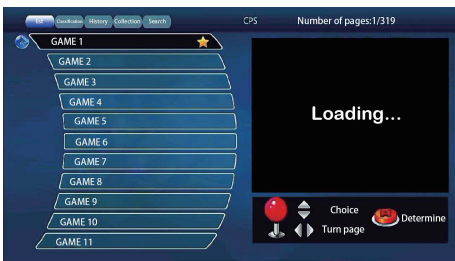 list Classification History Collection Search CPS Number of pages:1/319
GAME 1
GAME 2
GAME 3
GAME 4
GAME 5
GAME 6
GAME 7
GAME 8
GAME 9
GAME 10
GAME 11
Loading...
Choice
Turn page
Determine